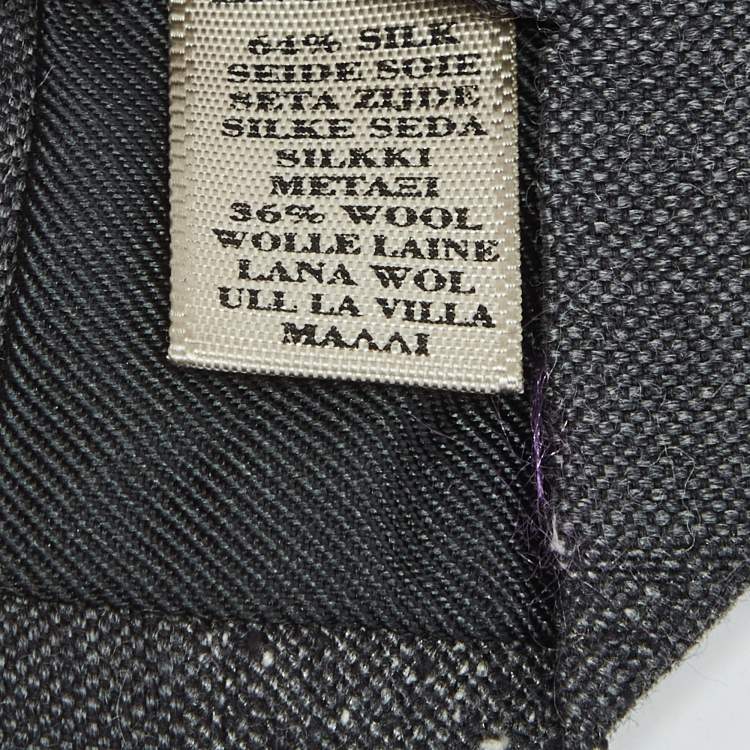 64% SILK
SEIDE SOIE
SETA ZIJDE
SILKE SEDA
SILKKI
ΜΕΤΑΞΙ
36% WOOL
WOLLE LAINE
LANA WOL
ULL LA VILLA
ΜΑΛΛΙ